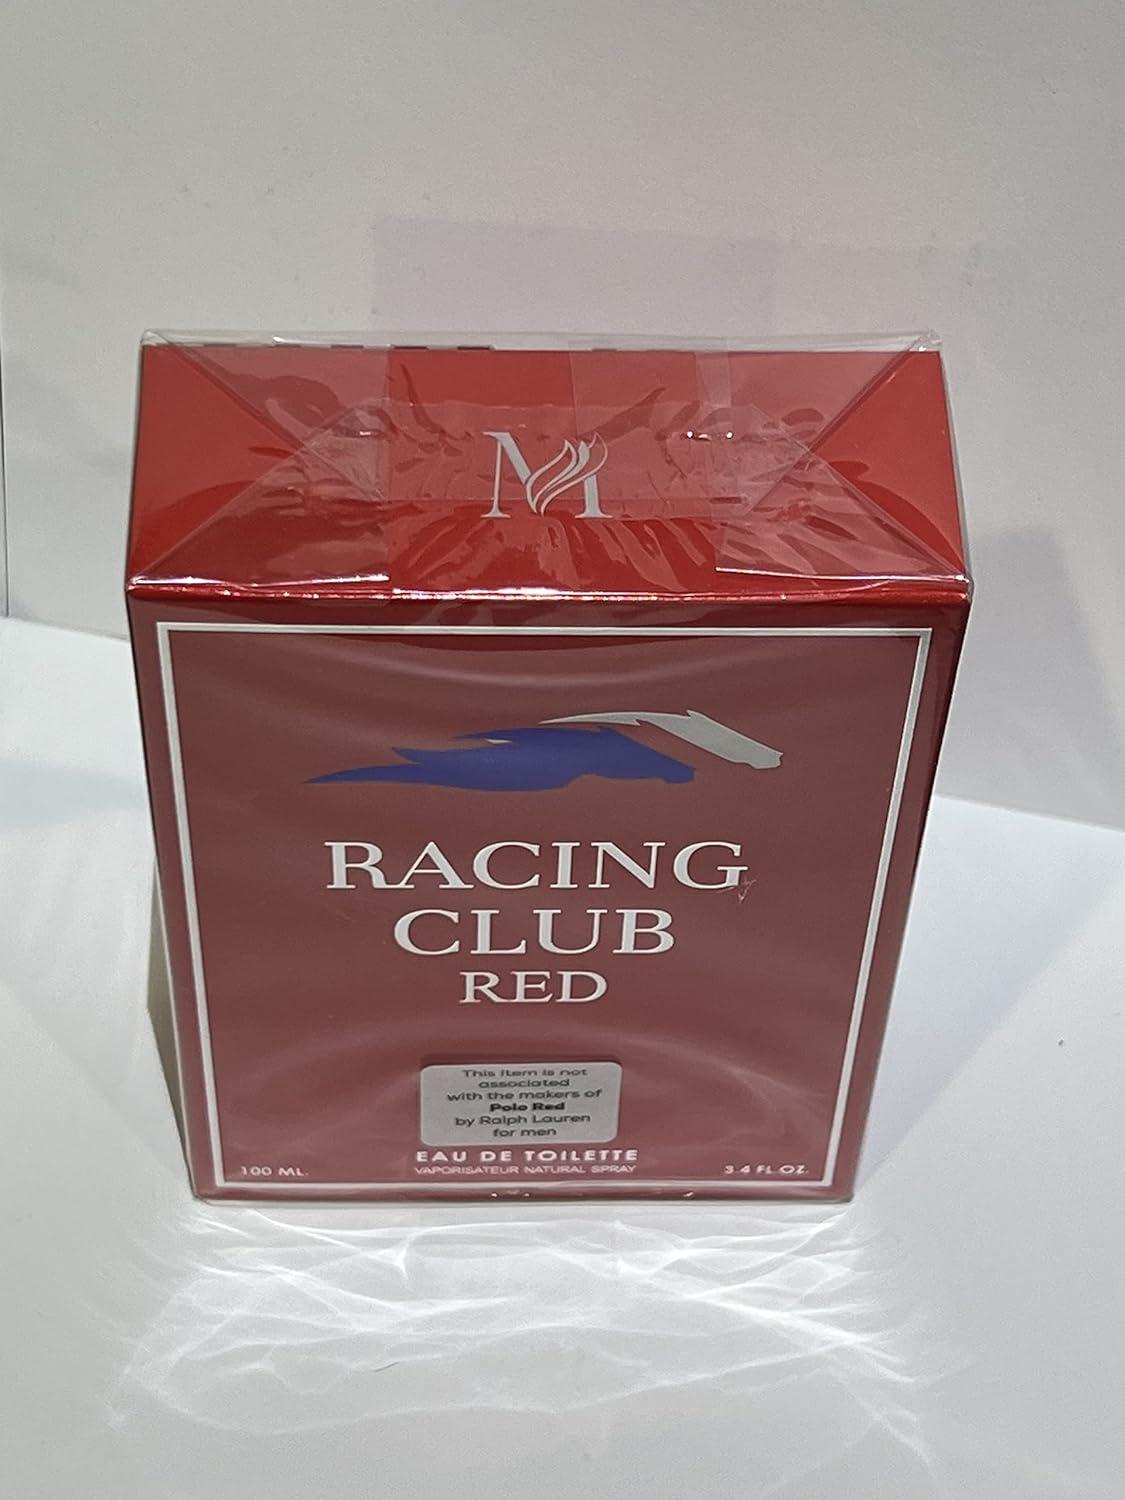 M
RACING
CLUB
RED
This item is not
associated
with the makers of
Polo Red
by Ralph Lauren
for men
EAU DE TOILETTE
100 ML.
VAPORISATEUR NATURAL SPRAY
3.4 FL OZ.